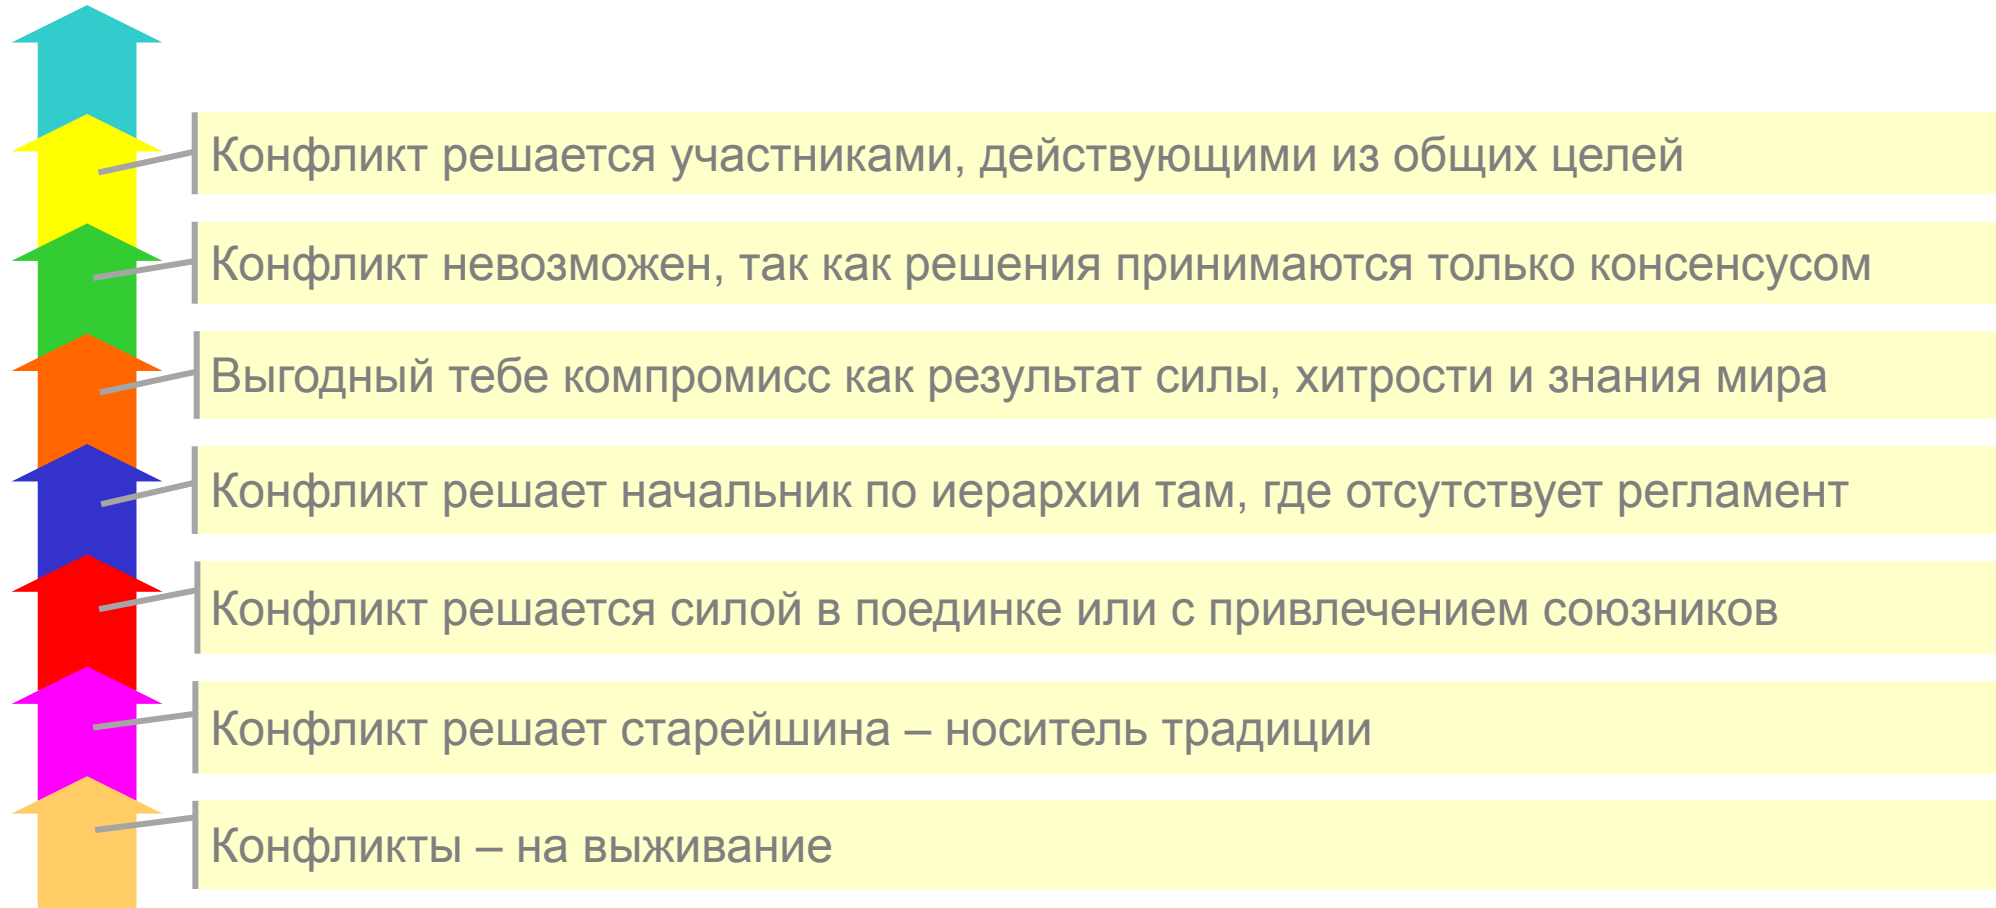 Конфликт решается участниками, действующими из общих целей
Конфликт невозможен, так как решения принимаются только консенсусом
Выгодный тебе компромисс как результат силы, хитрости и знания мира
Конфликт решает начальник по иерархии там, где отсутствует регламент
Конфликт решается силой в поединке или с привлечением союзников
Конфликт решает старейшина – носитель традиции
Конфликты – на выживание